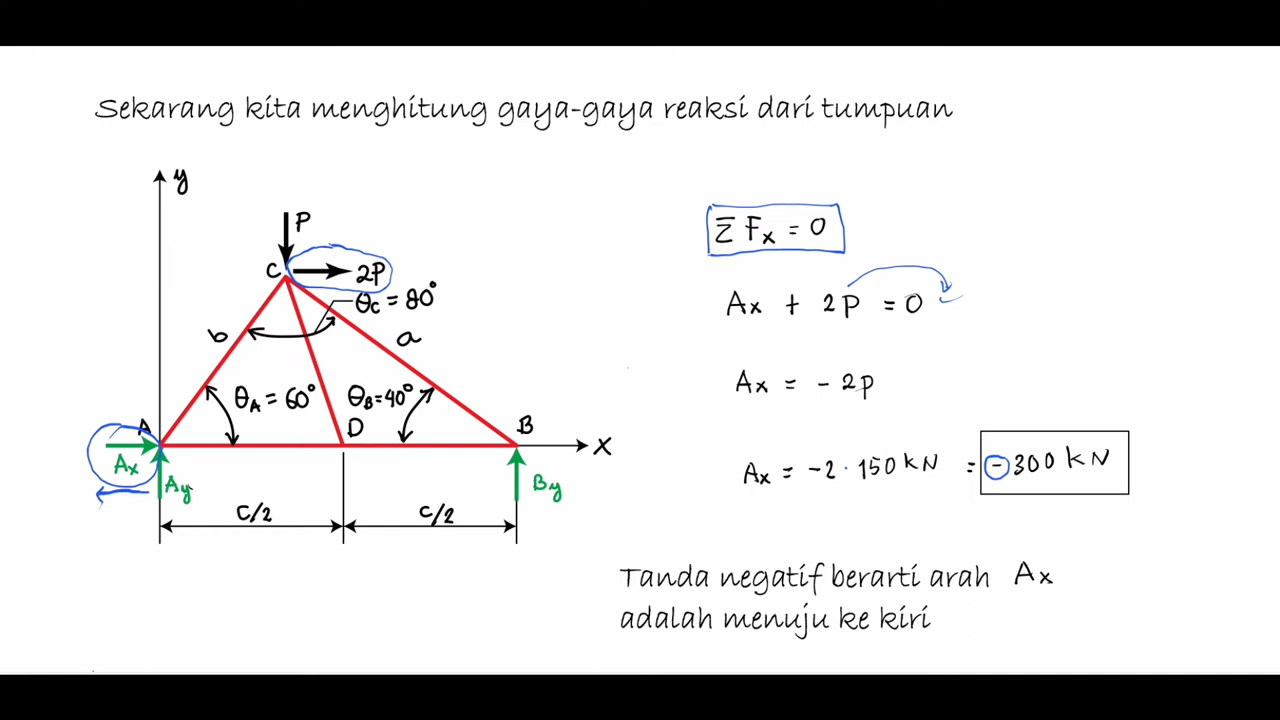 Sekarang kita menghitung gaya-gaya reaksi dari tumpuan
y
P
C
2P
θC = 80°
b
a
θA = 60°
θB = 40°
A
D
B
X
Ax
Ay
By
C/2
C/2
Σ Fx = 0
Ax + 2P = 0
Ax = - 2P
Ax = -2 · 150 kN = -300 kN
Tanda negatif berarti arah Ax
adalah menuju ke kiri